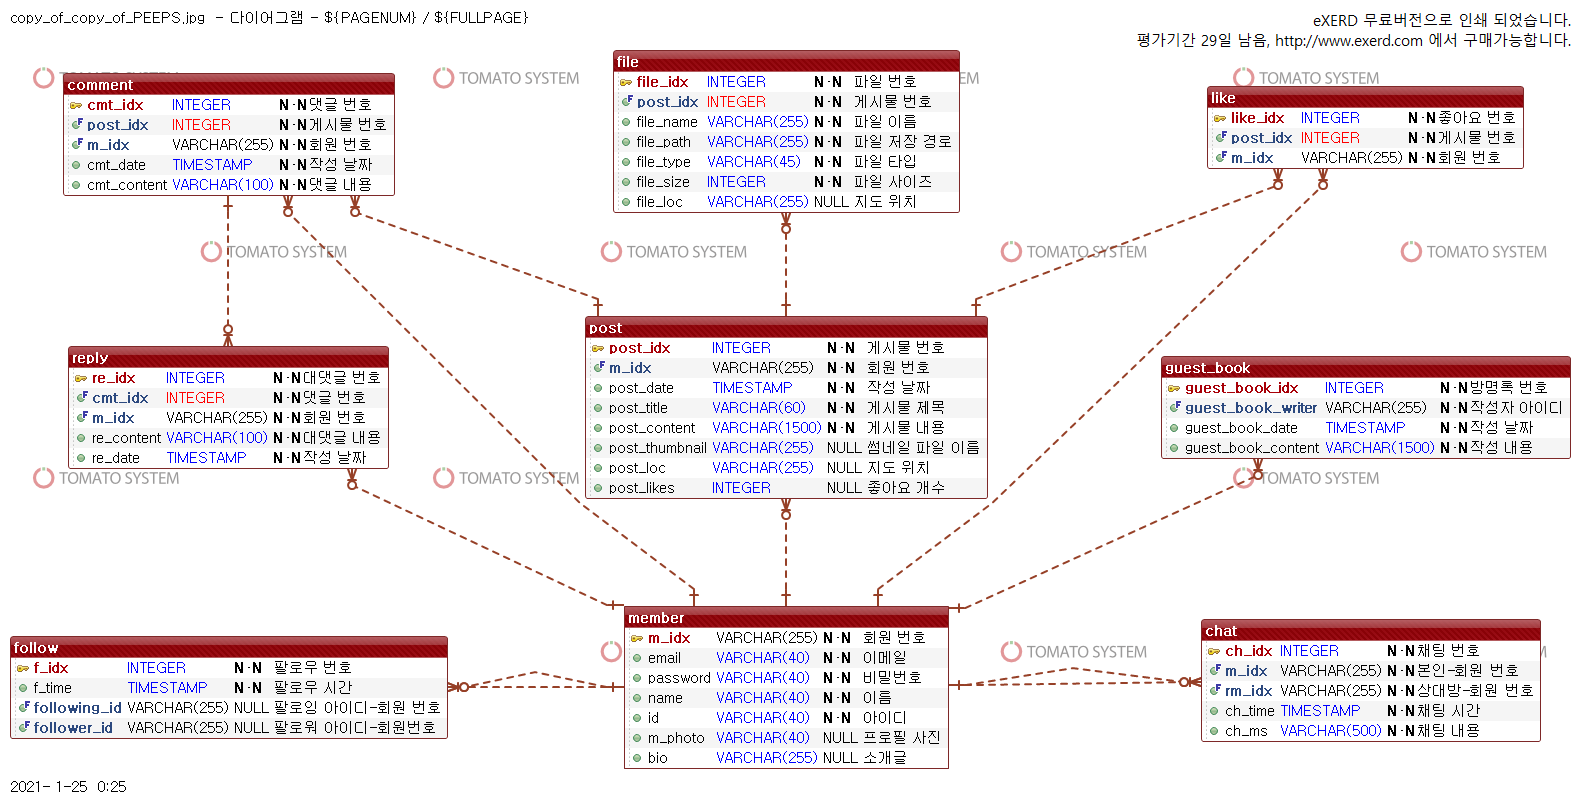 copy_of_copy_of_PEEPS.jpg - 다이어그램 - ${PAGENUM} / ${FULLPAGE}
eXERD 무료버전으로 인쇄 되었습니다.
평가기간 29일 남음, http://www.exerd.com 에서 구매가능합니다.
TOMATO SYSTEM
TOMATO SYSTEM
comment
cmt_idx INTEGER N-N 댓글 번호
post_idx INTEGER N-N 게시물 번호
m_idx VARCHAR(255) N-N 회원 번호
cmt_date TIMESTAMP N-N 작성 날짜
cmt_content VARCHAR(100) N-N 댓글 내용
file
file_idx INTEGER N-N 파일 번호
post_idx INTEGER N-N 게시물 번호
file_name VARCHAR(255) N-N 파일 이름
file_path VARCHAR(255) N-N 파일 저장 경로
file_type VARCHAR(45) N-N 파일 타입
file_size INTEGER N-N 파일 사이즈
file_loc VARCHAR(255) NULL 지도 위치
like
like_idx INTEGER N-N 좋아요 번호
post_idx INTEGER N-N 게시물 번호
m_idx VARCHAR(255) N-N 회원 번호
TOMATO SYSTEM
TOMATO SYSTEM
TOMATO SYSTEM
TOMATO SYSTEM
reply
re_idx INTEGER N-N 대댓글 번호
cmt_idx INTEGER N-N 댓글 번호
m_idx VARCHAR(255) N-N 회원 번호
re_content VARCHAR(100) N-N 대댓글 내용
re_date TIMESTAMP N-N 작성 날짜
post
post_idx INTEGER N-N 게시물 번호
m_idx VARCHAR(255) N-N 회원 번호
post_date TIMESTAMP N-N 작성 날짜
post_title VARCHAR(60) N-N 게시물 제목
post_content VARCHAR(1500) N-N 게시물 내용
post_thumbnail VARCHAR(255) NULL 썸네일 파일 이름
post_loc VARCHAR(255) NULL 지도 위치
post_likes INTEGER NULL 좋아요 개수
guest_book
guest_book_idx INTEGER N-N 방명록 번호
guest_book_writer VARCHAR(255) N-N 작성자 아이디
guest_book_date TIMESTAMP N-N 작성 날짜
guest_book_content VARCHAR(1500) N-N 작성 내용
TOMATO SYSTEM
TOMATO SYSTEM
TOMATO SYSTEM
TOMATO SYSTEM
follow
f_idx INTEGER N-N 팔로우 번호
f_time TIMESTAMP N-N 팔로우 시간
following_id VARCHAR(255) NULL 팔로잉 아이디-회원 번호
follower_id VARCHAR(255) NULL 팔로워 아이디-회원번호
member
m_idx VARCHAR(255) N-N 회원 번호
email VARCHAR(40) N-N 이메일
password VARCHAR(40) N-N 비밀번호
name VARCHAR(40) N-N 이름
id VARCHAR(40) N-N 아이디
m_photo VARCHAR(40) NULL 프로필 사진
bio VARCHAR(255) NULL 소개글
TOMATO SYSTEM
chat
ch_idx INTEGER N-N 채팅 번호
m_idx VARCHAR(255) N-N 본인-회원 번호
rm_idx VARCHAR(255) N-N 상대방-회원 번호
ch_time TIMESTAMP N-N 채팅 시간
ch_ms VARCHAR(500) N-N 채팅 내용
2021- 1-25 0:25